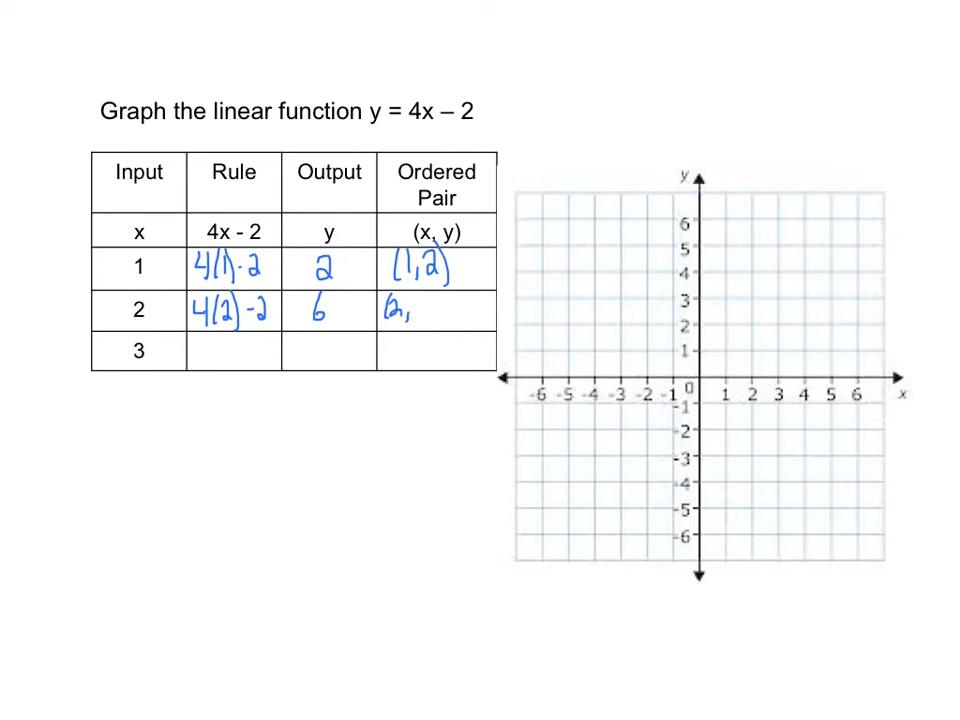 Graph the linear function y = 4x – 2
Input Rule Output Ordered Pair
x 4x - 2 y (x, y)
1 4(1)-2 2 (1,2)
2 4(2)-2 6 (2,
3
y
6
5
4
3
2
1
-6 -5 -4 -3 -2 -1 0 1 2 3 4 5 6 x
-1
-2
-3
-4
-5
-6